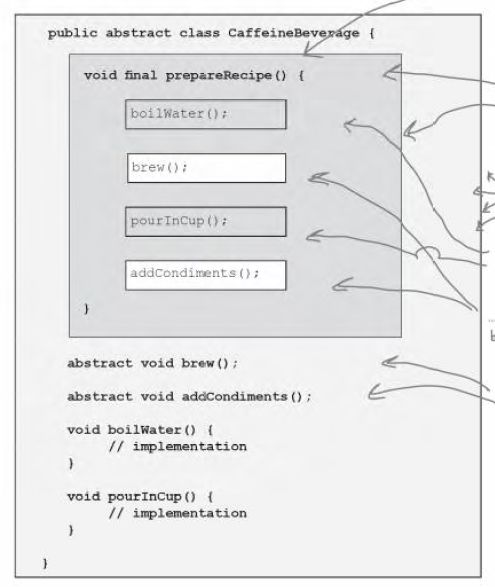 public abstract class CaffeineBeverage {
void final prepareRecipe() {
boilWater();
brew();
pourInCup();
addCondiments();
}
abstract void brew();
abstract void addCondiments();
void boilWater() {
// implementation
}
void pourInCup() {
// implementation
}
}